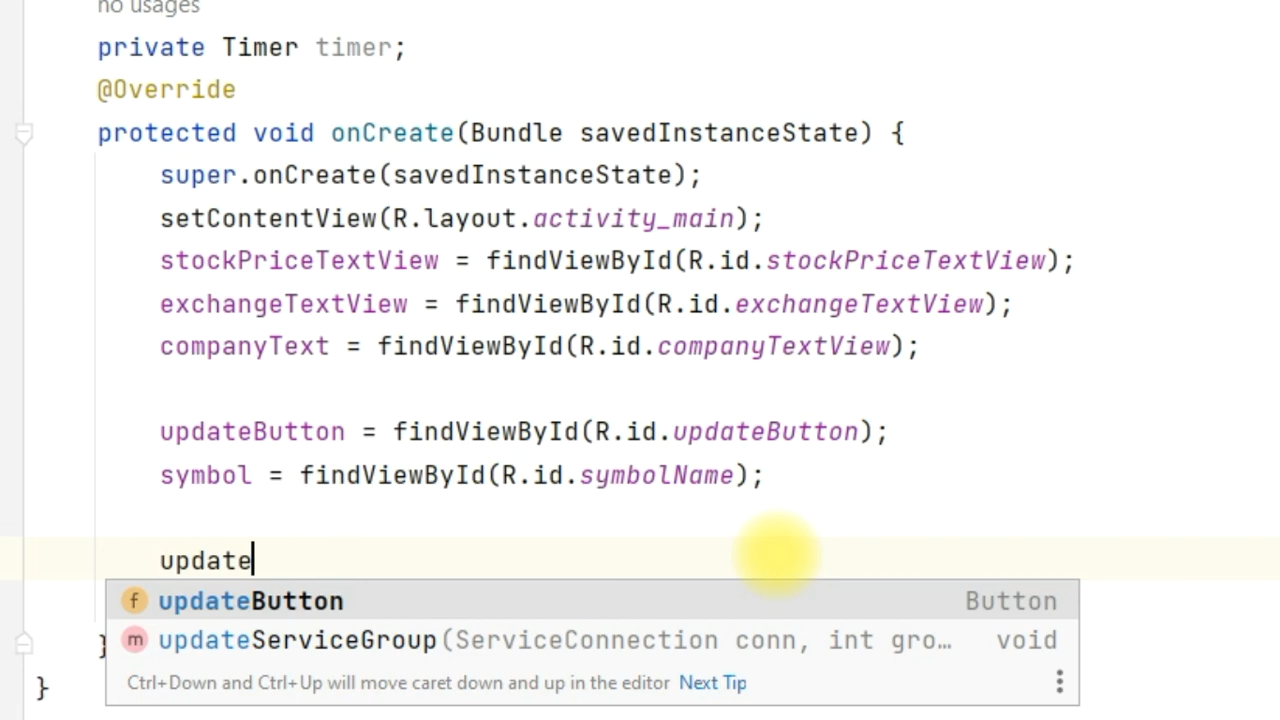 no usages
private Timer timer;
@Override
protected void onCreate(Bundle savedInstanceState) {
super.onCreate(savedInstanceState);
setContentView(R.layout.activity_main);
stockPriceTextView = findViewById(R.id.stockPriceTextView);
exchangeTextView = findViewById(R.id.exchangeTextView);
companyText = findViewById(R.id.companyTextView);
updateButton = findViewById(R.id.updateButton);
symbol = findViewById(R.id.symbolName);
update
f updateButton Button
m updateServiceGroup(ServiceConnection conn, int gro… void
Ctrl+Down and Ctrl+Up will move caret down and up in the editor Next Tip
}
}